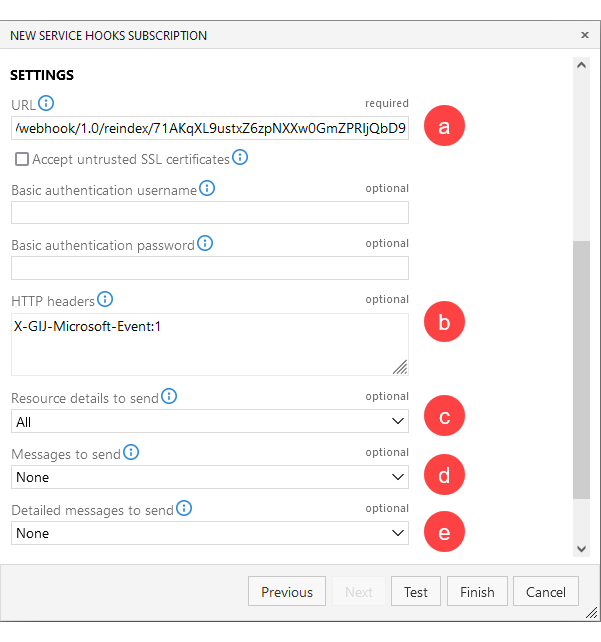 NEW SERVICE HOOKS SUBSCRIPTION
SETTINGS
URL required
/webhook/1.0/reindex/71AKqXL9ustxZ6zpNXXw0GmZPRIjQbD9
a
Accept untrusted SSL certificates
Basic authentication username optional
Basic authentication password optional
HTTP headers optional
X-GIJ-Microsoft-Event:1
b
Resource details to send optional
All
c
Messages to send optional
None
d
Detailed messages to send optional
None
e
Previous Next Test Finish Cancel